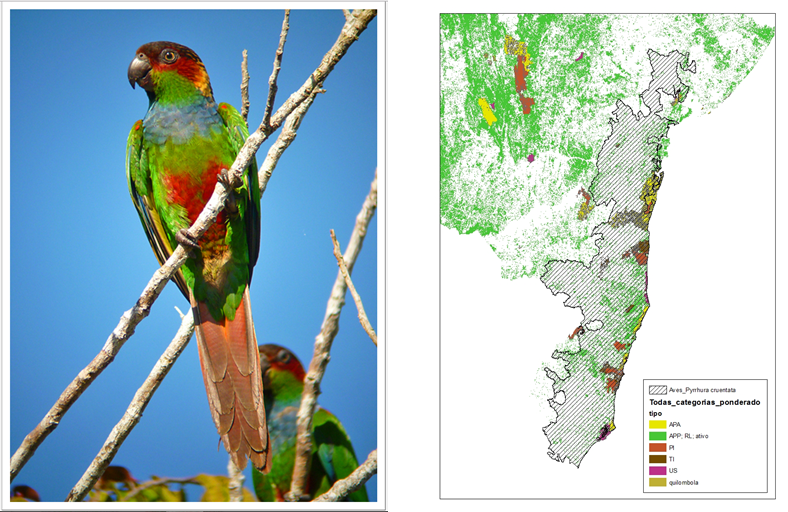 Aves_Pyrrhura cruentata
Todas_categorias_ponderado
tipo
APA
APP; RL; ativo
PI
TI
US
quilombola